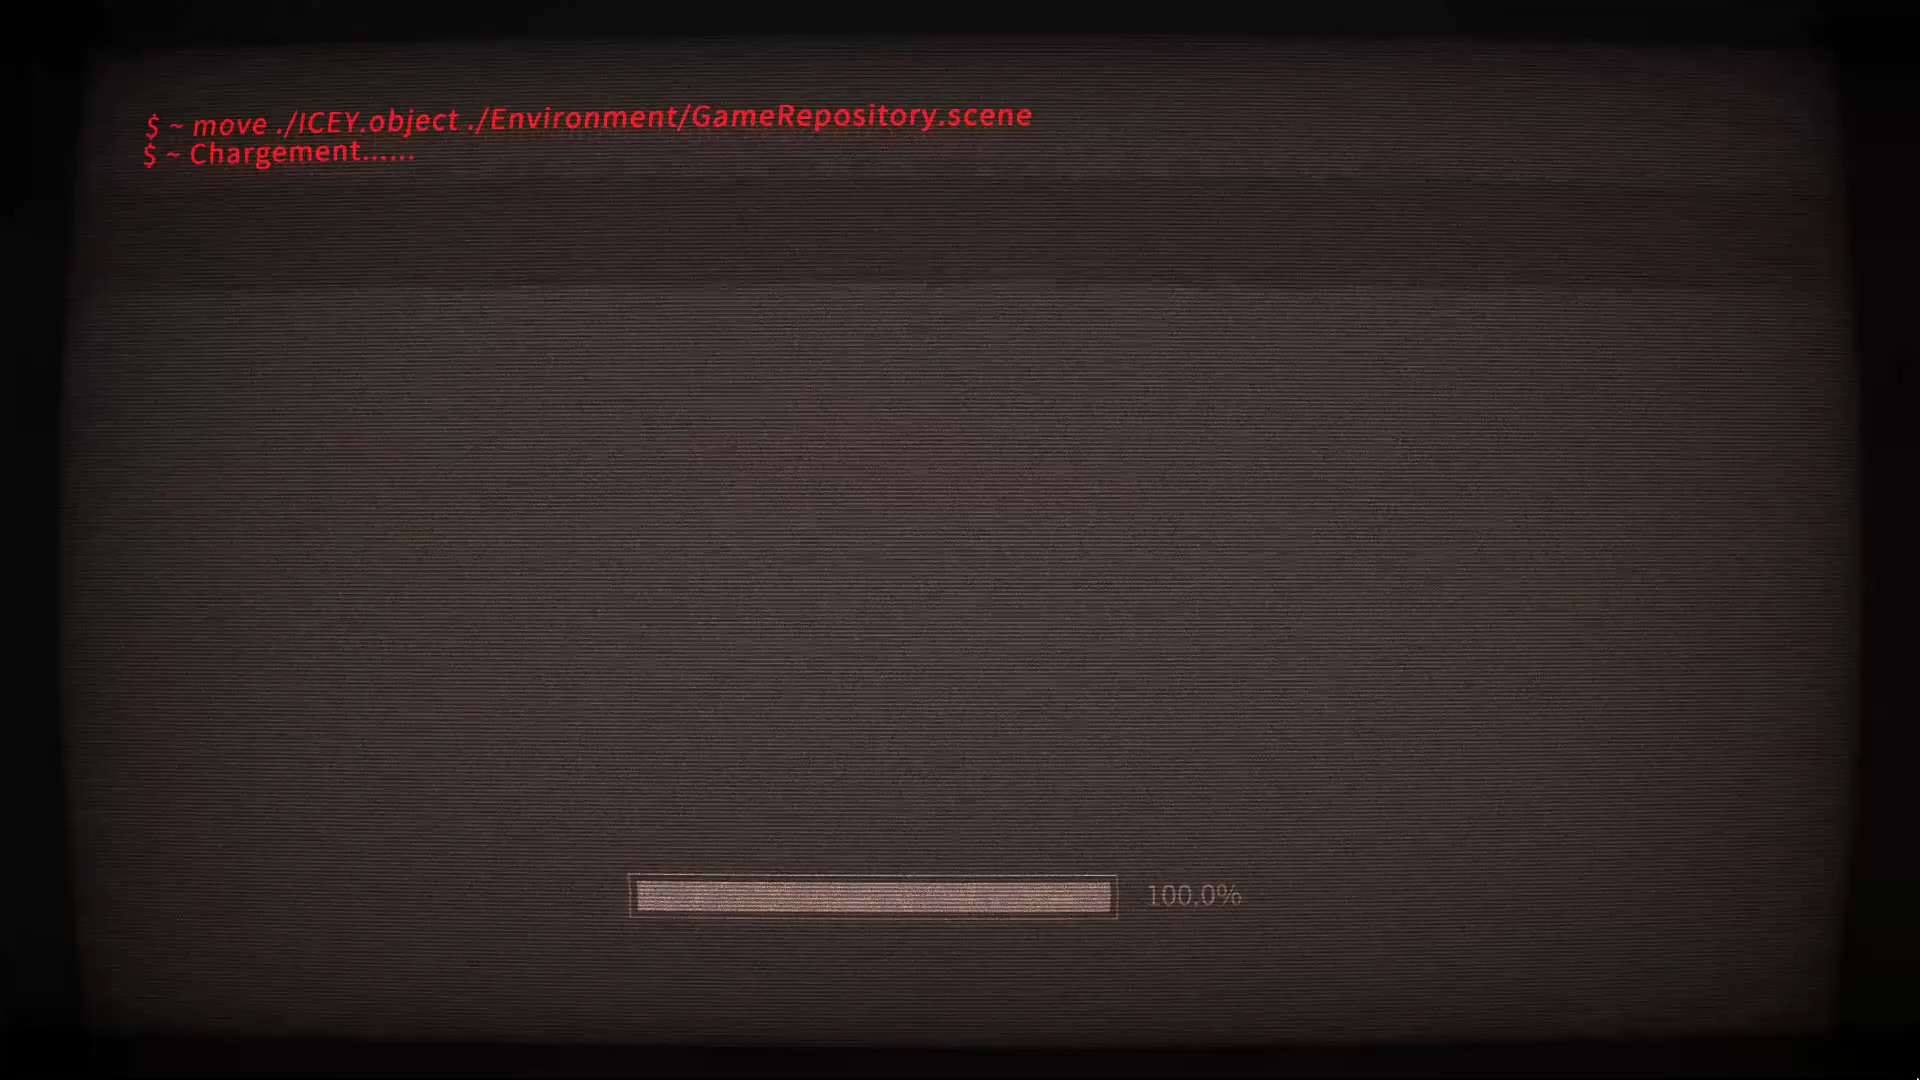 $ ~ move ./ICEY.object ./Environment/GameRepository.scene
$ ~ Chargement......
100.0%